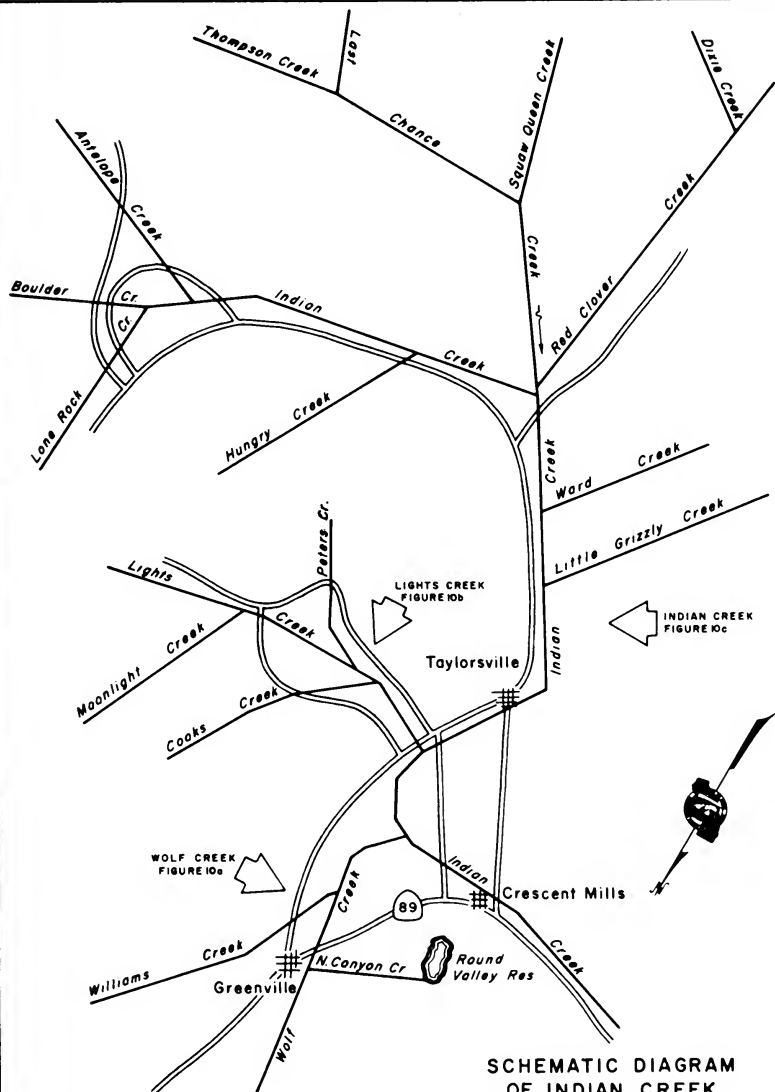 Thompson Creek
Last
Chance
Creek
Squaw Queen Creek
Dixie Creek
Red Clover Creek
Antelope Creek
Boulder Cr.
Lone Rock Cr.
Indian Creek
Hungry Creek
Ward Creek
Little Grizzly Creek
Peters Cr.
Lights Creek
LIGHTS CREEK
FIGURE 10b
INDIAN CREEK
FIGURE 10c
Moonlight Creek
Cooks Creek
Taylorsville
Indian Creek
WOLF CREEK
FIGURE 10a
Indian Creek
Crescent Mills
89
Williams Creek
Greenville
N. Canyon Cr
Round
Valley Res
Wolf Creek
N
SCHEMATIC DIAGRAM
OF INDIAN CREEK